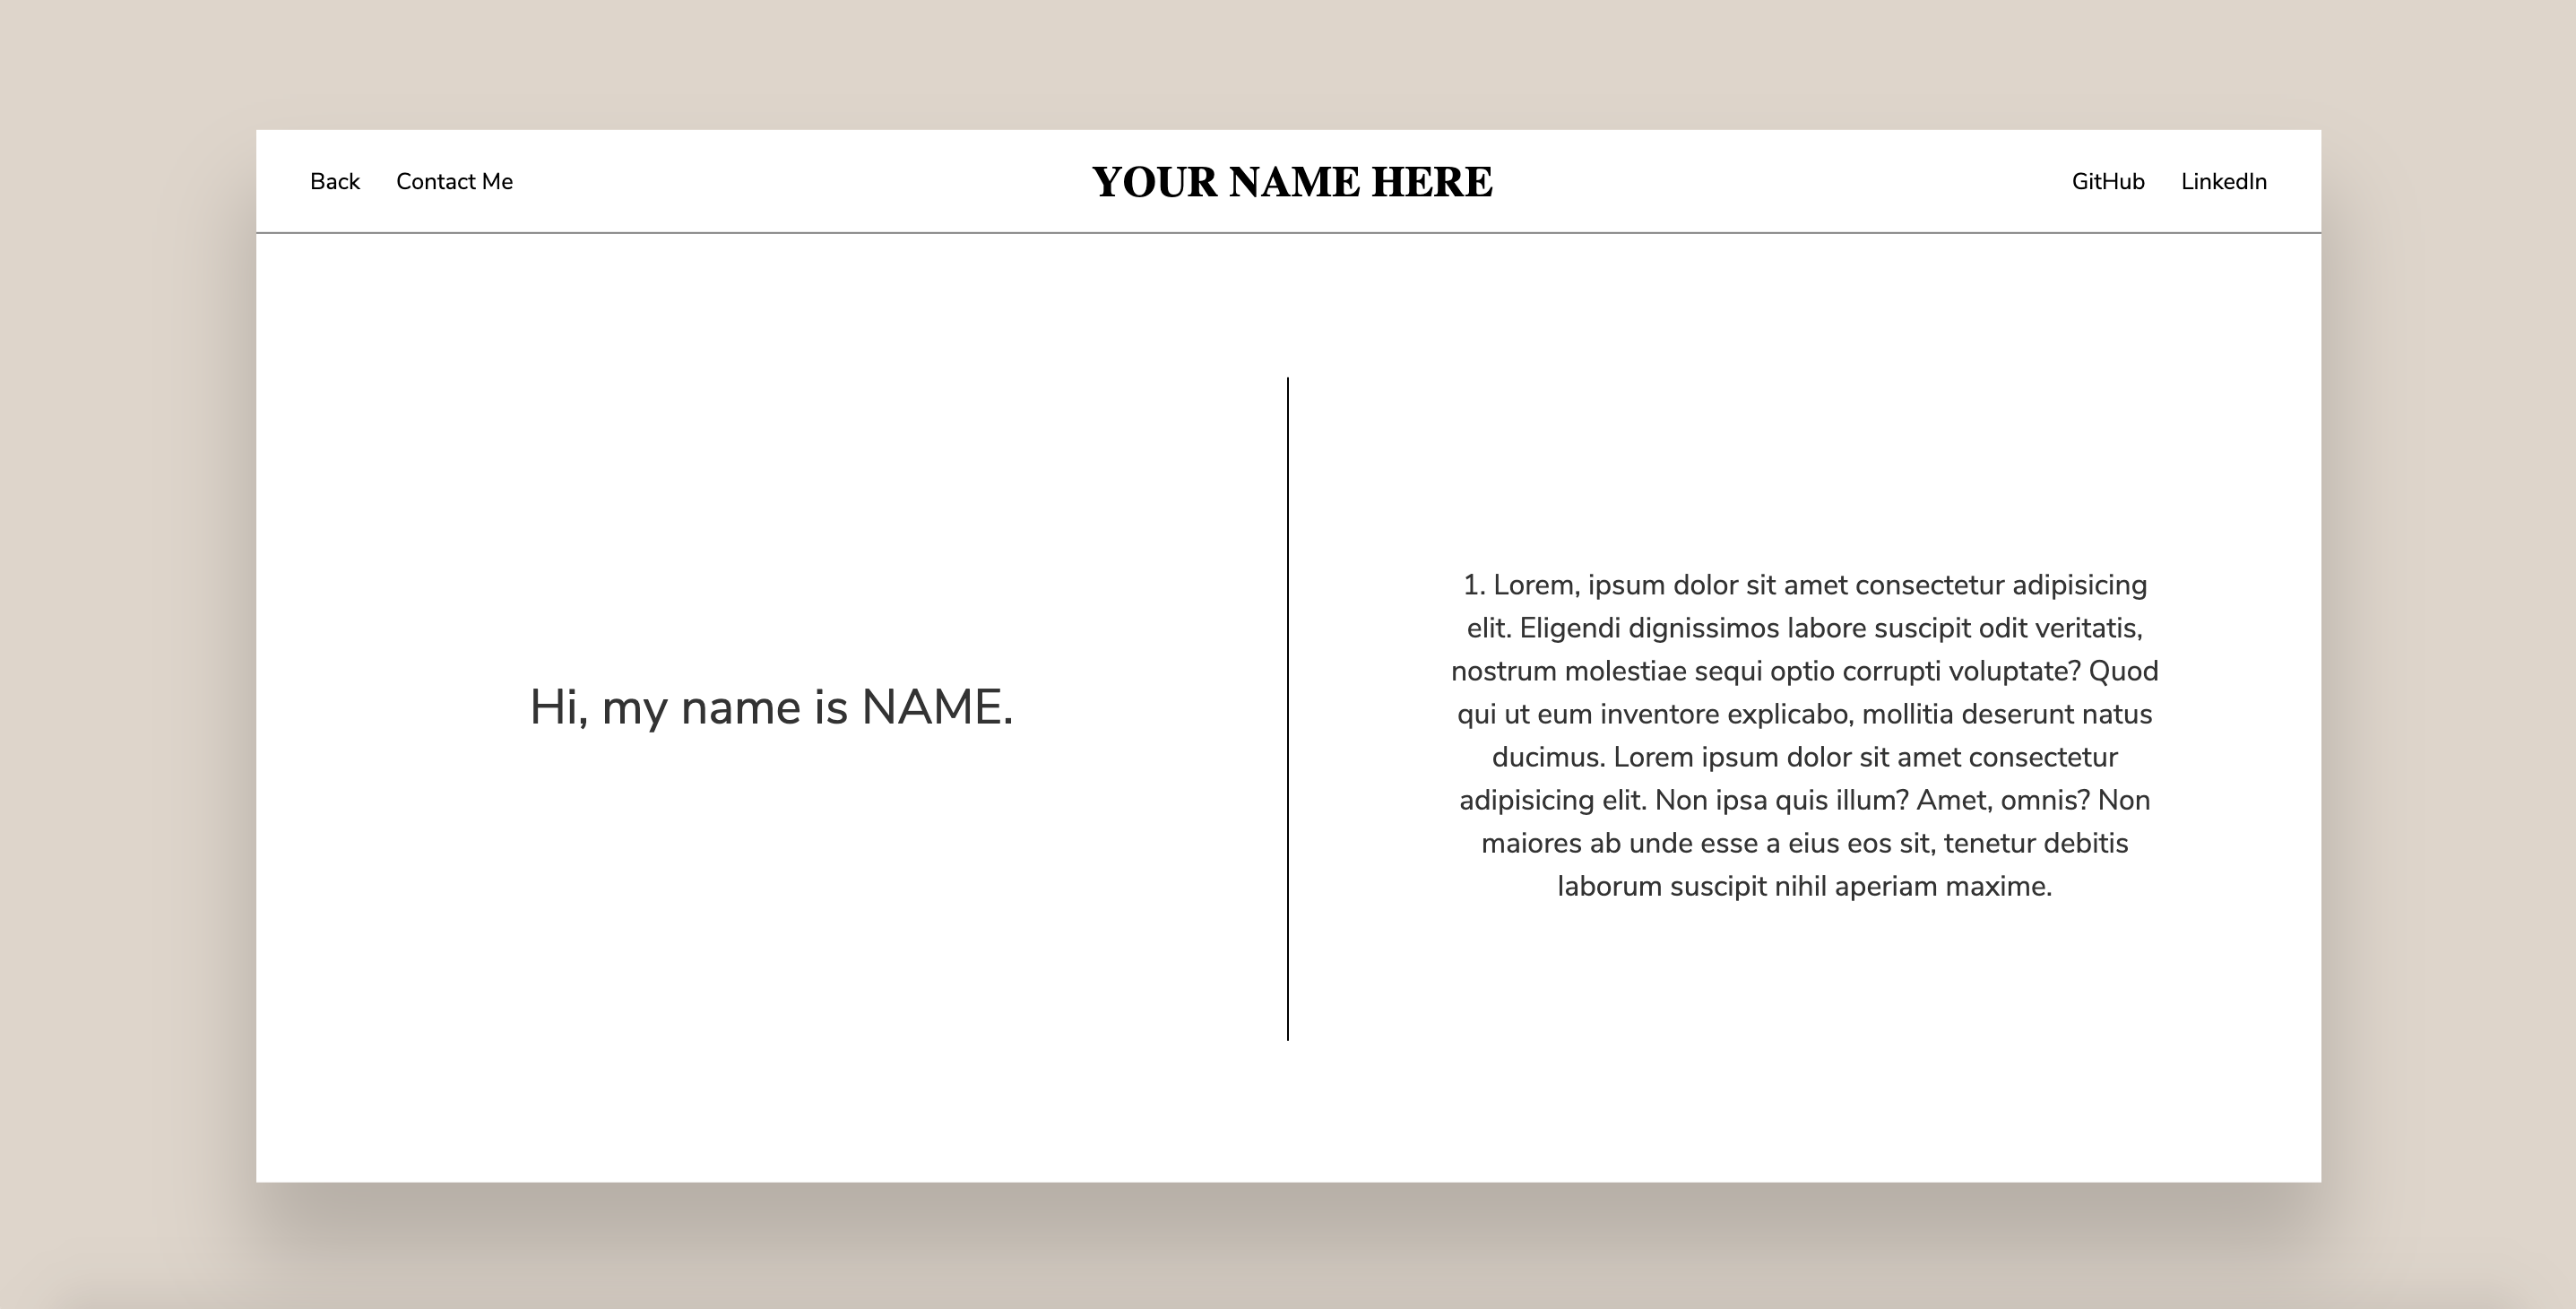 Back Contact Me YOUR NAME HERE GitHub LinkedIn
Hi, my name is NAME.
1. Lorem, ipsum dolor sit amet consectetur adipisicing
elit. Eligendi dignissimos labore suscipit odit veritatis,
nostrum molestiae sequi optio corrupti voluptate? Quod
qui ut eum inventore explicabo, mollitia deserunt natus
ducimus. Lorem ipsum dolor sit amet consectetur
adipisicing elit. Non ipsa quis illum? Amet, omnis? Non
maiores ab unde esse a eius eos sit, tenetur debitis
laborum suscipit nihil aperiam maxime.